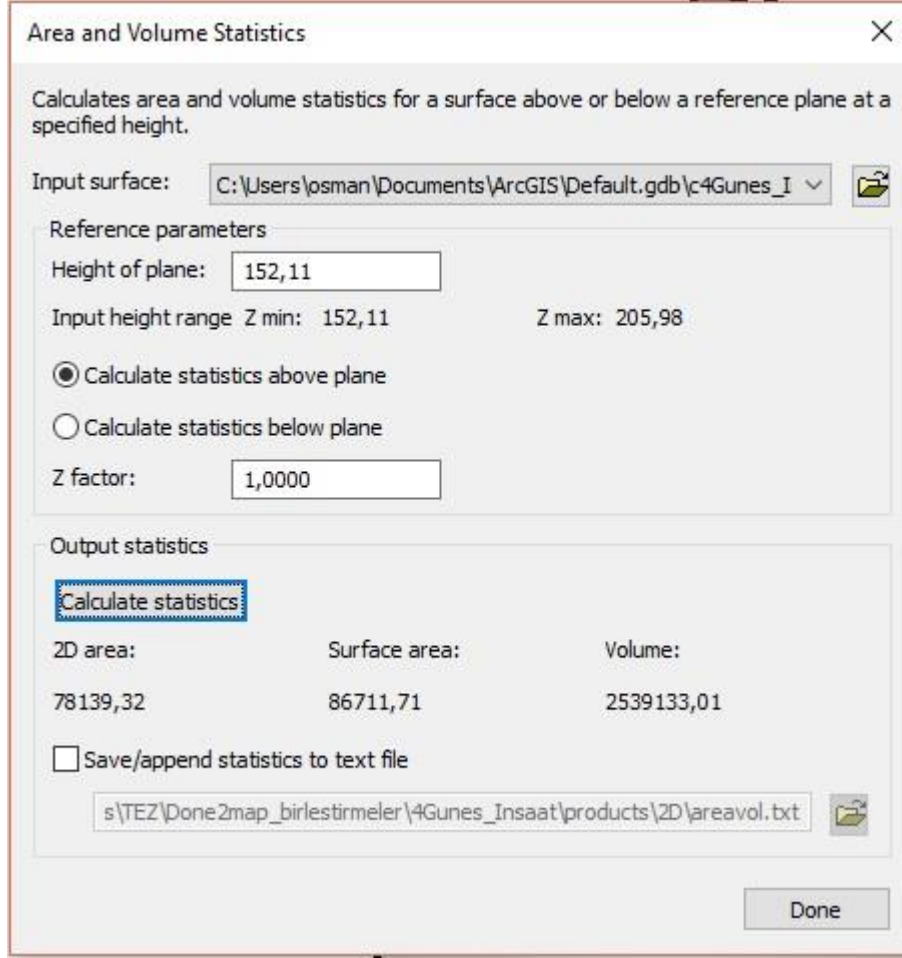 Area and Volume Statistics
Calculates area and volume statistics for a surface above or below a reference plane at a
specified height.
Input surface: C:\Users\osman\Documents\ArcGIS\Default.gdb\c4Gunes_I
Reference parameters
Height of plane: 152,11
Input height range Z min: 152,11 Z max: 205,98
Calculate statistics above plane
Calculate statistics below plane
Z factor: 1,0000
Output statistics
Calculate statistics
2D area: Surface area: Volume:
78139,32 86711,71 2539133,01
Save/append statistics to text file
s\TEZ\Done2map_birlestirmeler\4Gunes_Insaat\products\2D\areavol.txt
Done